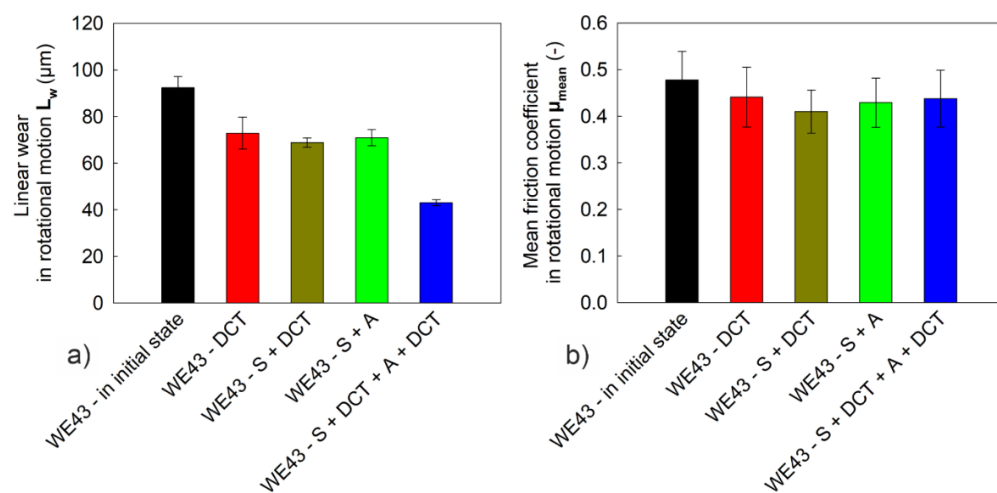 Linear wear
in rotational motion L_w (µm)
120
100
80
60
40
20
0
WE43 - in initial state
WE43 - DCT
WE43 - S + DCT
WE43 - S + A
WE43 - S + DCT + A + DCT
a)
Mean friction coefficient
in rotational motion µ_mean (-)
0.6
0.5
0.4
0.3
0.2
0.1
0.0
WE43 - in initial state
WE43 - DCT
WE43 - S + DCT
WE43 - S + A
WE43 - S + DCT + A + DCT
b)